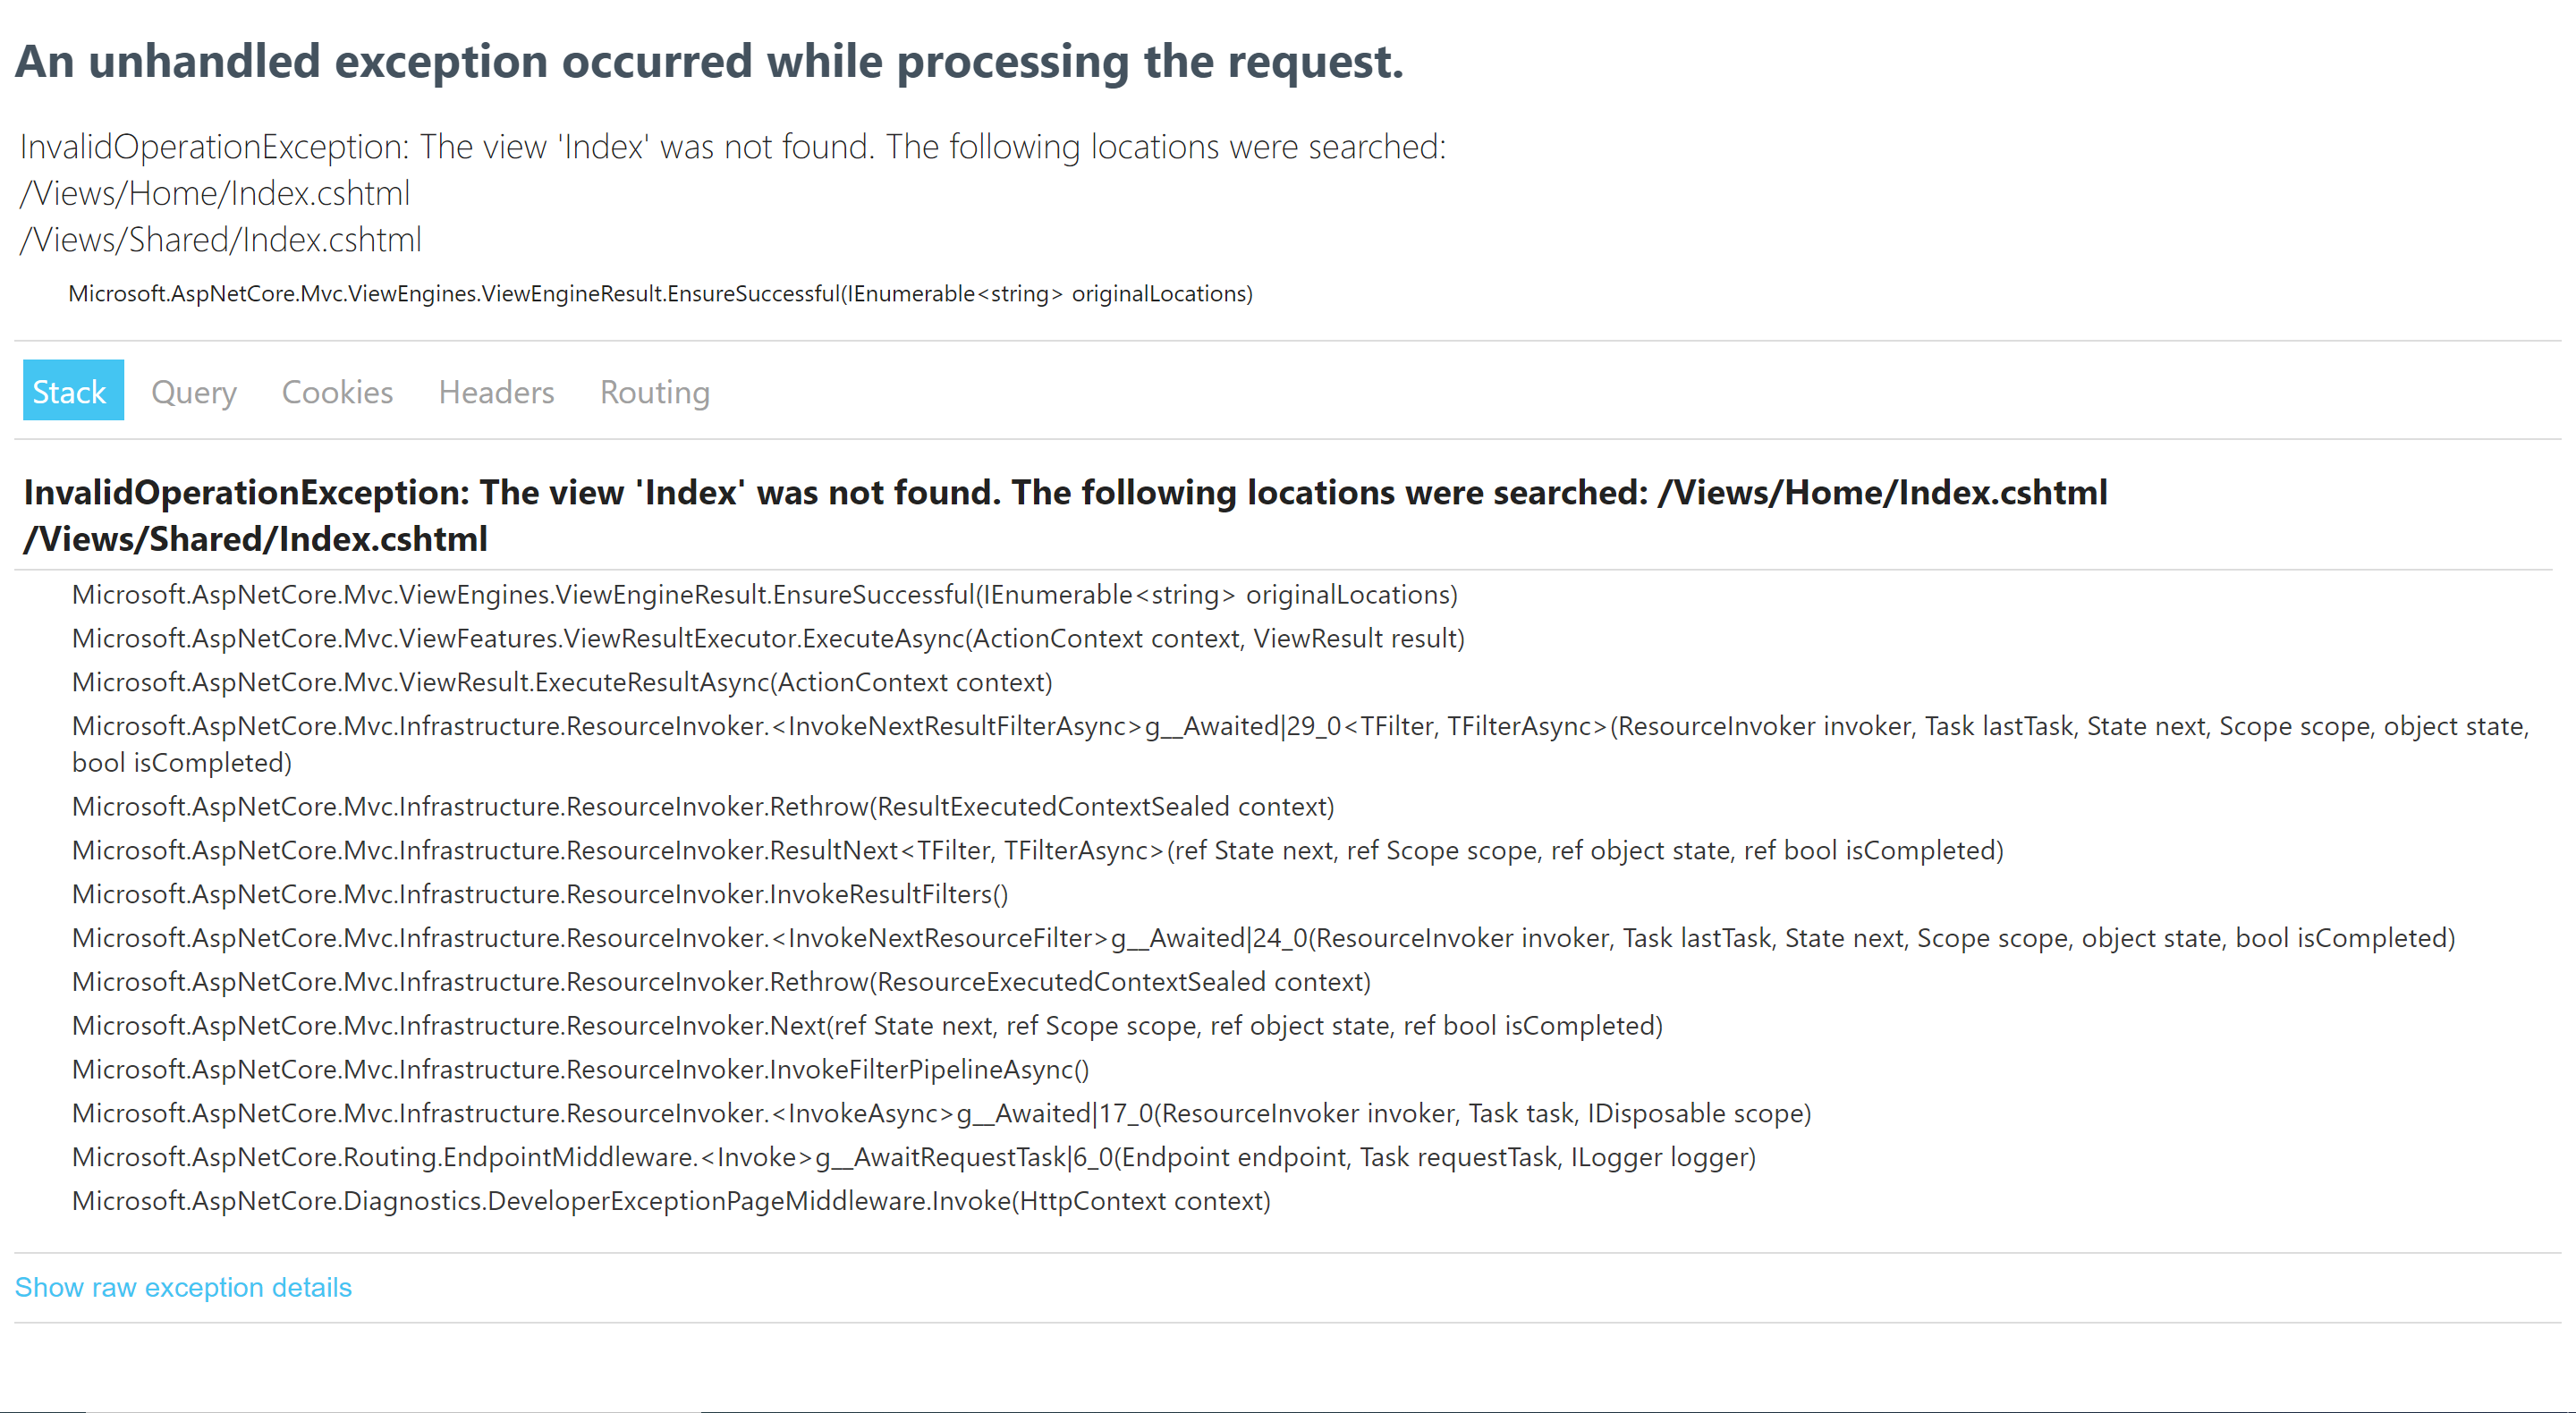 An unhandled exception occurred while processing the request.
InvalidOperationException: The view 'Index' was not found. The following locations were searched:
/Views/Home/Index.cshtml
/Views/Shared/Index.cshtml
Microsoft.AspNetCore.Mvc.ViewEngines.ViewEngineResult.EnsureSuccessful(IEnumerable<string> originalLocations)
Stack Query Cookies Headers Routing
InvalidOperationException: The view 'Index' was not found. The following locations were searched: /Views/Home/Index.cshtml
/Views/Shared/Index.cshtml
Microsoft.AspNetCore.Mvc.ViewEngines.ViewEngineResult.EnsureSuccessful(IEnumerable<string> originalLocations)
Microsoft.AspNetCore.Mvc.ViewFeatures.ViewResultExecutor.ExecuteAsync(ActionContext context, ViewResult result)
Microsoft.AspNetCore.Mvc.ViewResult.ExecuteResultAsync(ActionContext context)
Microsoft.AspNetCore.Mvc.Infrastructure.ResourceInvoker.<InvokeNextResultFilterAsync>g__Awaited|29_0<TFilter, TFilterAsync>(ResourceInvoker invoker, Task lastTask, State next, Scope scope, object state,
bool isCompleted)
Microsoft.AspNetCore.Mvc.Infrastructure.ResourceInvoker.Rethrow(ResultExecutedContextSealed context)
Microsoft.AspNetCore.Mvc.Infrastructure.ResourceInvoker.ResultNext<TFilter, TFilterAsync>(ref State next, ref Scope scope, ref object state, ref bool isCompleted)
Microsoft.AspNetCore.Mvc.Infrastructure.ResourceInvoker.InvokeResultFilters()
Microsoft.AspNetCore.Mvc.Infrastructure.ResourceInvoker.<InvokeNextResourceFilter>g__Awaited|24_0(ResourceInvoker invoker, Task lastTask, State next, Scope scope, object state, bool isCompleted)
Microsoft.AspNetCore.Mvc.Infrastructure.ResourceInvoker.Rethrow(ResourceExecutedContextSealed context)
Microsoft.AspNetCore.Mvc.Infrastructure.ResourceInvoker.Next(ref State next, ref Scope scope, ref object state, ref bool isCompleted)
Microsoft.AspNetCore.Mvc.Infrastructure.ResourceInvoker.InvokeFilterPipelineAsync()
Microsoft.AspNetCore.Mvc.Infrastructure.ResourceInvoker.<InvokeAsync>g__Awaited|17_0(ResourceInvoker invoker, Task task, IDisposable scope)
Microsoft.AspNetCore.Routing.EndpointMiddleware.<Invoke>g__AwaitRequestTask|6_0(Endpoint endpoint, Task requestTask, ILogger logger)
Microsoft.AspNetCore.Diagnostics.DeveloperExceptionPageMiddleware.Invoke(HttpContext context)
Show raw exception details